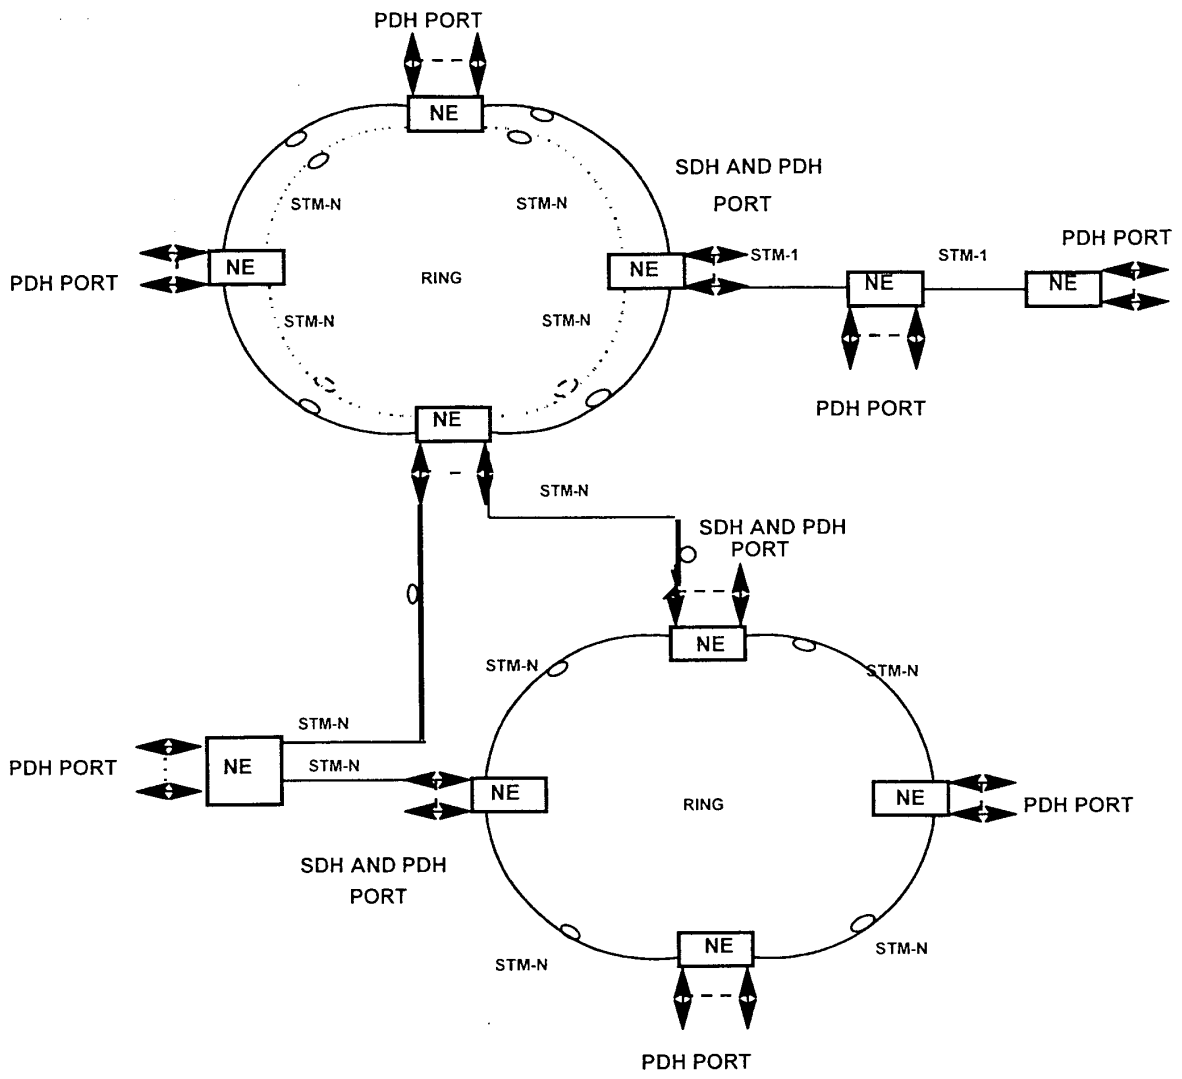 PDH PORT
NE
SDH AND PDH
PORT
STM-N
STM-N
PDH PORT
STM-1
STM-1
NE
NE
PDH PORT
RING
NE
NE
STM-N
STM-N
PDH PORT
NE
STM-N
SDH AND PDH
PORT
NE
STM-N
STM-N
STM-N
PDH PORT
NE
STM-N
NE
NE
RING
PDH PORT
SDH AND PDH
PORT
NE
STM-N
STM-N
PDH PORT